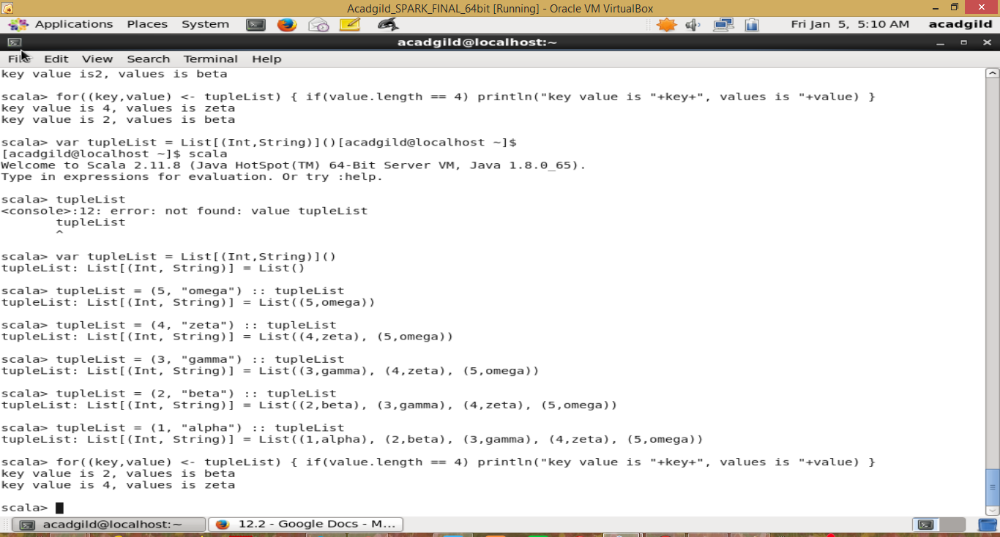 Acadgild_SPARK_FINAL_64bit [Running] - Oracle VM VirtualBox
Applications Places System Fri Jan 5, 5:10 AM acadgild
acadgild@localhost:~
File Edit View Search Terminal Help
key value is2, values is beta
scala> for((key,value) <- tupleList) { if(value.length == 4) println("key value is "+key+", values is "+value) }
key value is 4, values is zeta
key value is 2, values is beta
scala> var tupleList = List[(Int,String)]()[acadgild@localhost ~]$
[acadgild@localhost ~]$ scala
Welcome to Scala 2.11.8 (Java HotSpot(TM) 64-Bit Server VM, Java 1.8.0_65).
Type in expressions for evaluation. Or try :help.
scala> tupleList
<console>:12: error: not found: value tupleList
tupleList
^
scala> var tupleList = List[(Int,String)]()
tupleList: List[(Int, String)] = List()
scala> tupleList = (5, "omega") :: tupleList
tupleList: List[(Int, String)] = List((5,omega))
scala> tupleList = (4, "zeta") :: tupleList
tupleList: List[(Int, String)] = List((4,zeta), (5,omega))
scala> tupleList = (3, "gamma") :: tupleList
tupleList: List[(Int, String)] = List((3,gamma), (4,zeta), (5,omega))
scala> tupleList = (2, "beta") :: tupleList
tupleList: List[(Int, String)] = List((2,beta), (3,gamma), (4,zeta), (5,omega))
scala> tupleList = (1, "alpha") :: tupleList
tupleList: List[(Int, String)] = List((1,alpha), (2,beta), (3,gamma), (4,zeta), (5,omega))
scala> for((key,value) <- tupleList) { if(value.length == 4) println("key value is "+key+", values is "+value) }
key value is 2, values is beta
key value is 4, values is zeta
scala>
acadgild@localhost:~ 12.2 - Google Docs - M...